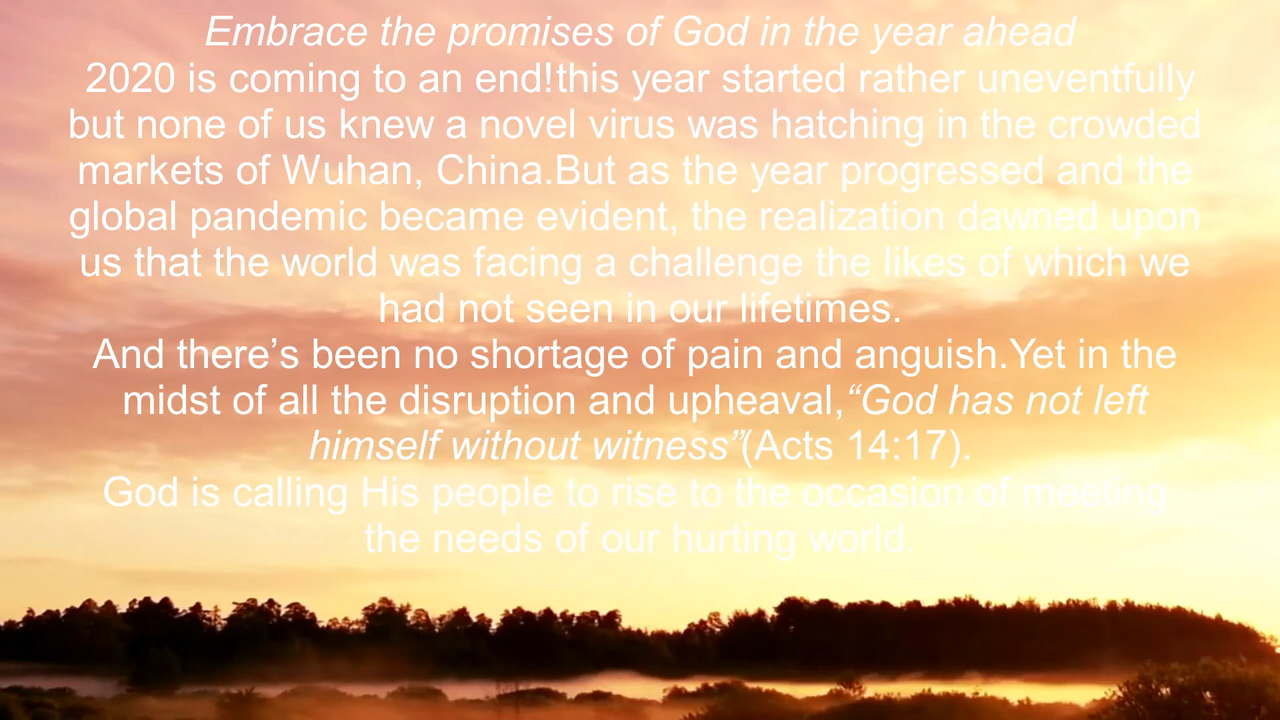 Embrace the promises of God in the year ahead
2020 is coming to an end!this year started rather uneventfully
but none of us knew a novel virus was hatching in the crowded
markets of Wuhan, China.But as the year progressed and the
global pandemic became evident, the realization dawned upon
us that the world was facing a challenge the likes of which we
had not seen in our lifetimes.
And there’s been no shortage of pain and anguish.Yet in the
midst of all the disruption and upheaval,“God has not left
himself without witness”(Acts 14:17).
God is calling His people to rise to the occasion of meeting
the needs of our hurting world.